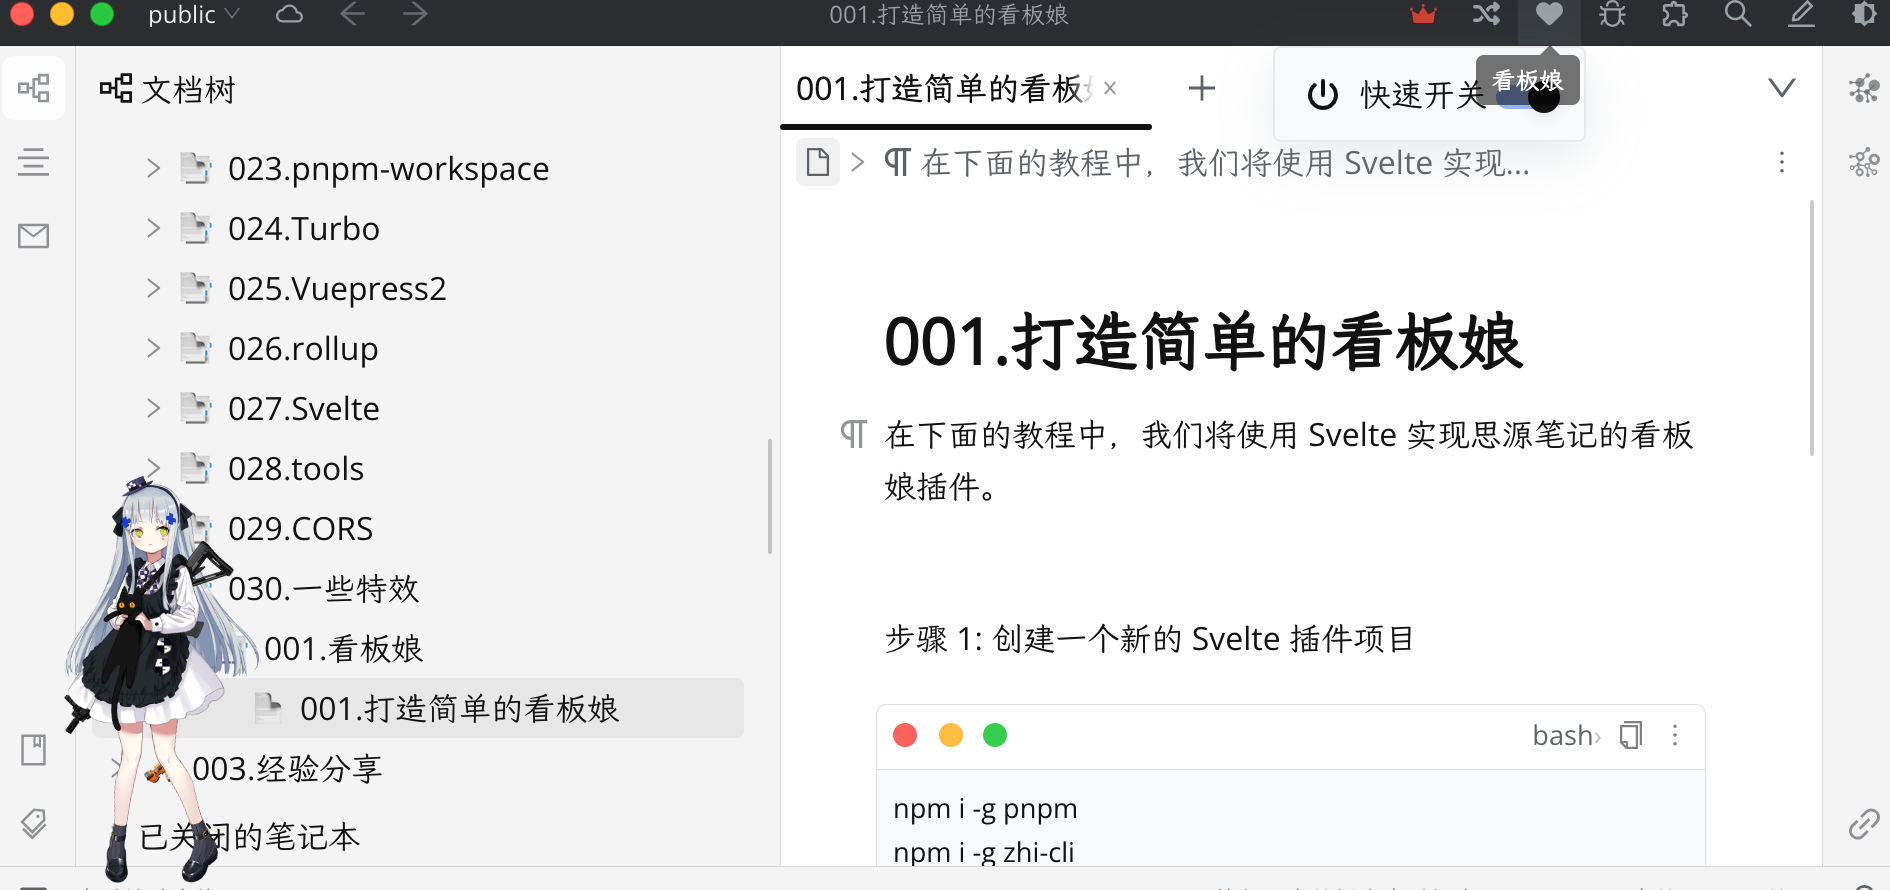 public
001.打造简单的看板娘
文档树
023.pnpm-workspace
024.Turbo
025.Vuepress2
026.rollup
027.Svelte
028.tools
029.CORS
030.一些特效
001.看板娘
001.打造简单的看板娘
003.经验分享
已关闭的笔记本
001.打造简单的看板
快速开关
看板娘
在下面的教程中，我们将使用 Svelte 实现...
001.打造简单的看板娘
在下面的教程中，我们将使用 Svelte 实现思源笔记的看板
娘插件。
步骤 1: 创建一个新的 Svelte 插件项目
bash
npm i -g pnpm
npm i -g zhi-cli